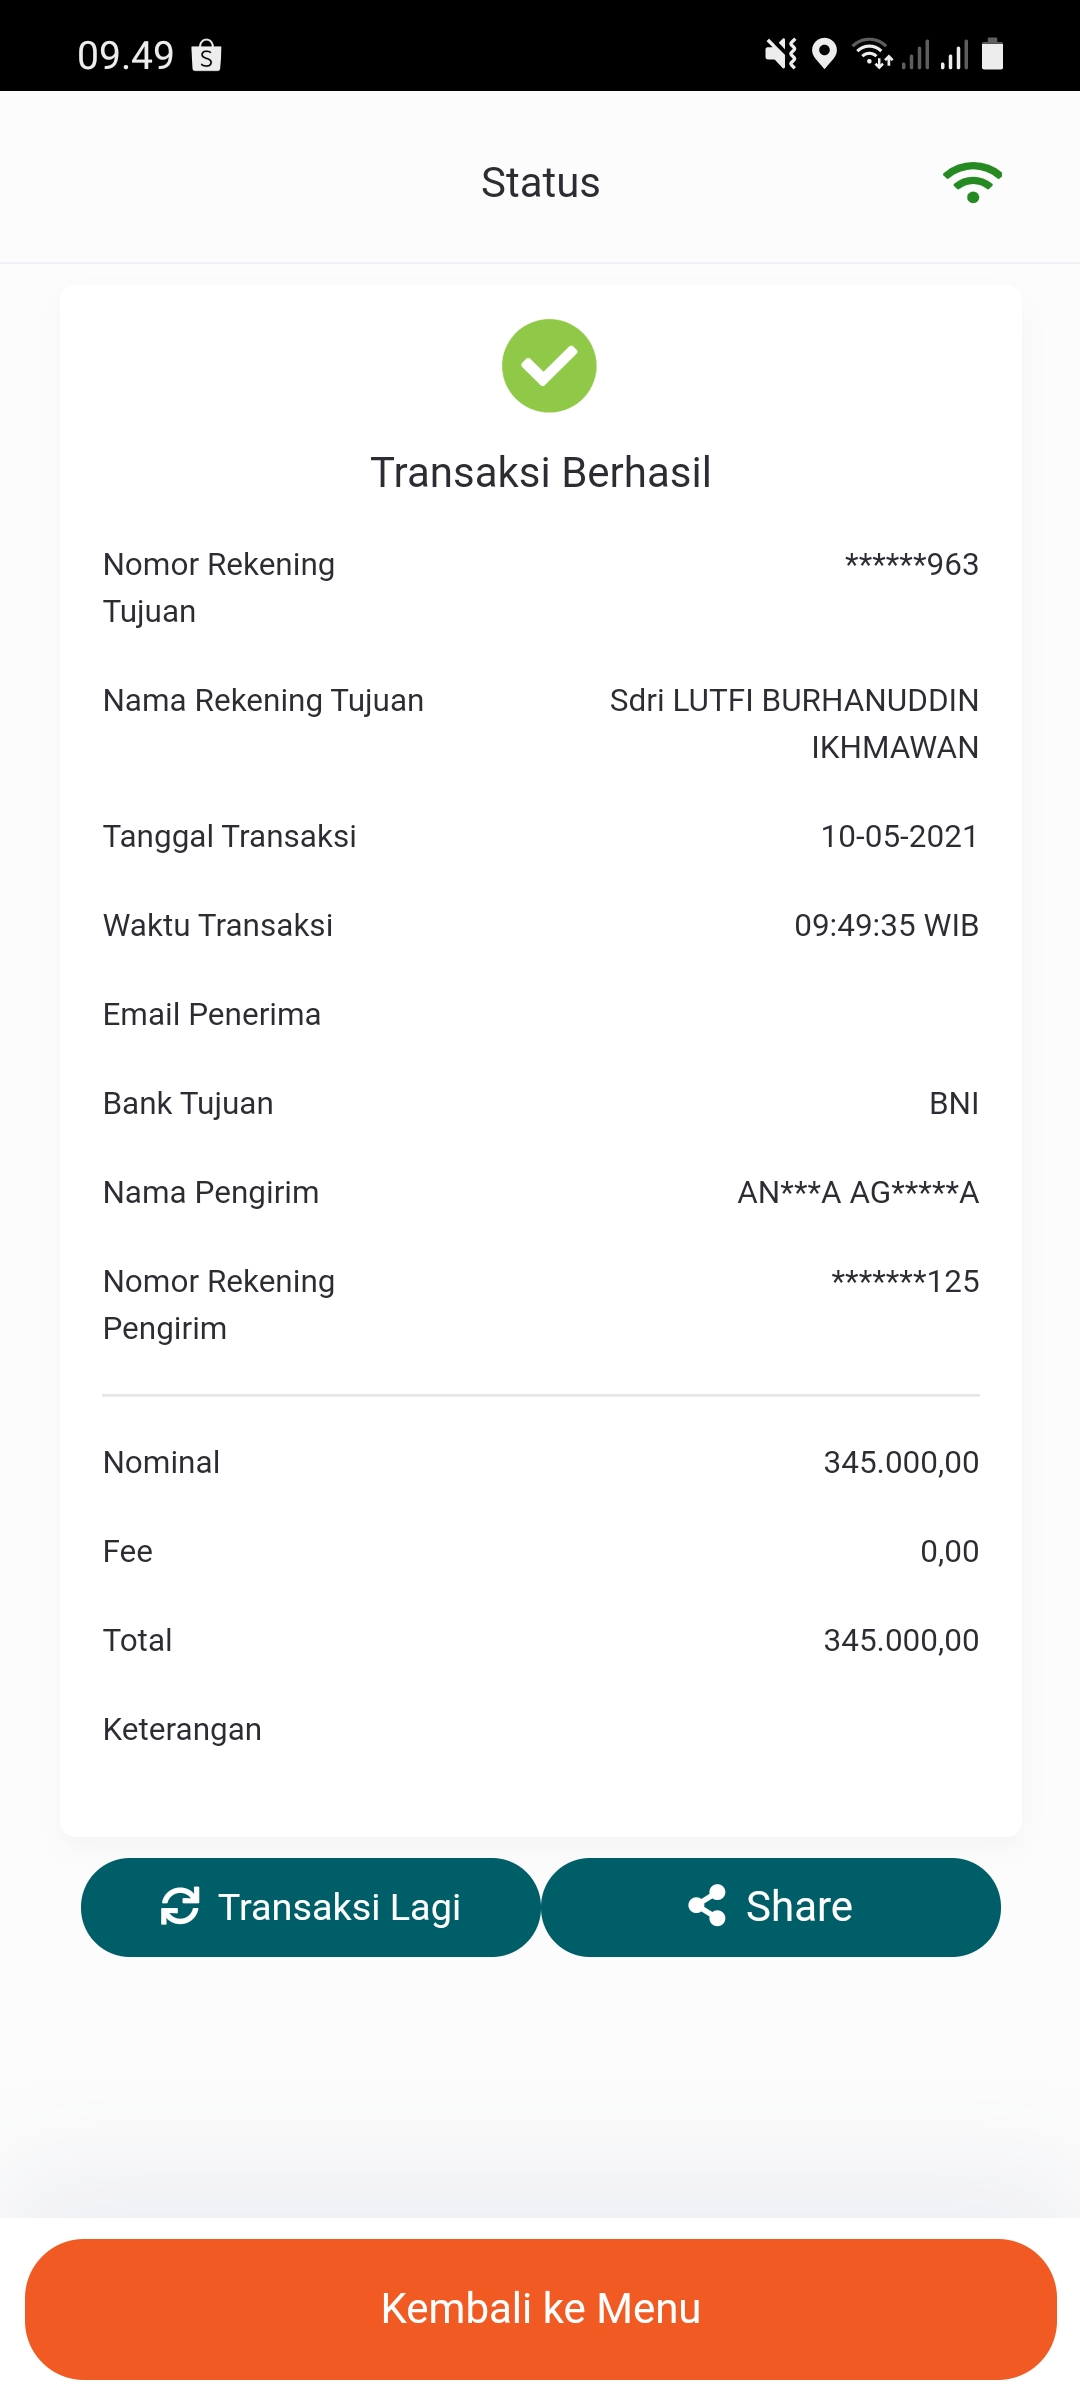 09.49
Status
Transaksi Berhasil
Nomor Rekening Tujuan ******963
Nama Rekening Tujuan Sdri LUTFI BURHANUDDIN IKHMAWAN
Tanggal Transaksi 10-05-2021
Waktu Transaksi 09:49:35 WIB
Email Penerima
Bank Tujuan BNI
Nama Pengirim AN***A AG*****A
Nomor Rekening Pengirim *******125
Nominal 345.000,00
Fee 0,00
Total 345.000,00
Keterangan
Transaksi Lagi Share
Kembali ke Menu